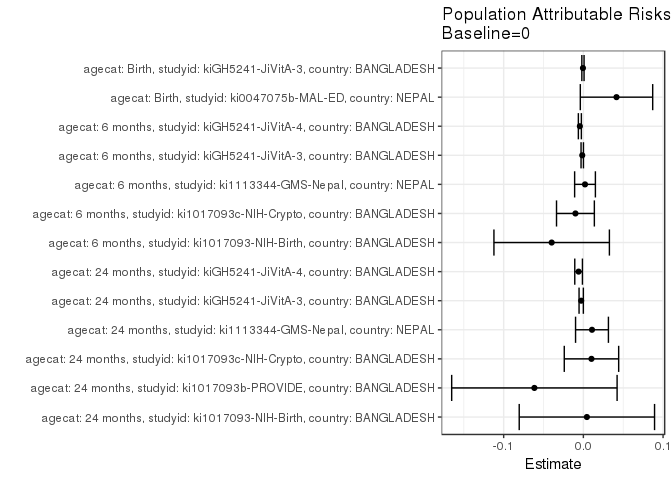 Population Attributable Risks
Baseline=0
agecat: Birth, studyid: kiGH5241-JiVitA-3, country: BANGLADESH
agecat: Birth, studyid: ki0047075b-MAL-ED, country: NEPAL
agecat: 6 months, studyid: kiGH5241-JiVitA-4, country: BANGLADESH
agecat: 6 months, studyid: kiGH5241-JiVitA-3, country: BANGLADESH
agecat: 6 months, studyid: ki1113344-GMS-Nepal, country: NEPAL
agecat: 6 months, studyid: ki1017093c-NIH-Crypto, country: BANGLADESH
agecat: 6 months, studyid: ki1017093-NIH-Birth, country: BANGLADESH
agecat: 24 months, studyid: kiGH5241-JiVitA-4, country: BANGLADESH
agecat: 24 months, studyid: kiGH5241-JiVitA-3, country: BANGLADESH
agecat: 24 months, studyid: ki1113344-GMS-Nepal, country: NEPAL
agecat: 24 months, studyid: ki1017093c-NIH-Crypto, country: BANGLADESH
agecat: 24 months, studyid: ki1017093b-PROVIDE, country: BANGLADESH
agecat: 24 months, studyid: ki1017093-NIH-Birth, country: BANGLADESH
-0.1 0.0 0.1
Estimate